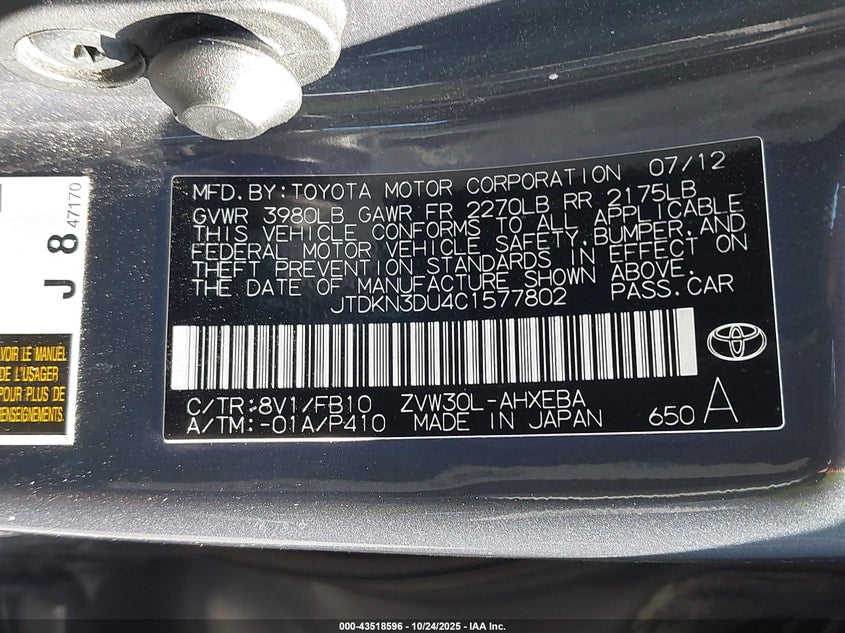 J 8 47170
AVOIR LE MANUEL
DE L'USAGER
POUR PLUS DE
RENSEIGNEMENTS.
MFD.BY:TOYOTA MOTOR CORPORATION 07/12
GVWR 3980LB GAWR FR 2270LB RR 2175LB
THIS VEHICLE CONFORMS TO ALL APPLICABLE
FEDERAL MOTOR VEHICLE SAFETY,BUMPER,AND
THEFT PREVENTION STANDARDS IN EFFECT ON
THE DATE OF MANUFACTURE SHOWN ABOVE.
JTDKN3DU4C1577802 PASS.CAR
C/TR:8V1/FB10 ZVW30L-AHXEBA
A/TM:-01A/P410 MADE IN JAPAN 650 A
000-43518596 - 10/24/2025 - IAA Inc.